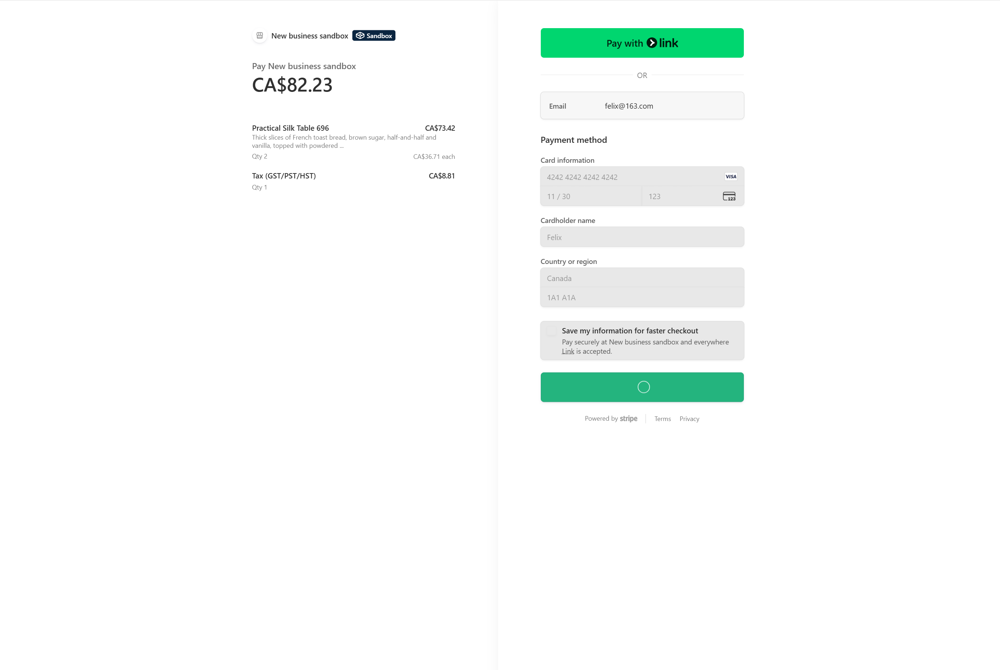 New business sandbox Sandbox
Pay New business sandbox
CA$82.23
Practical Silk Table 696 CA$73.42
Thick slices of French toast bread, brown sugar, half-and-half and
vanilla, topped with powdered ...
Qty 2 CA$36.71 each
Tax (GST/PST/HST) CA$8.81
Qty 1
Pay with link
OR
Email felix@163.com
Payment method
Card information
4242 4242 4242 4242 VISA
11 / 30 123 123
Cardholder name
Felix
Country or region
Canada
1A1 A1A
Save my information for faster checkout
Pay securely at New business sandbox and everywhere
Link is accepted.
Powered by stripe Terms Privacy